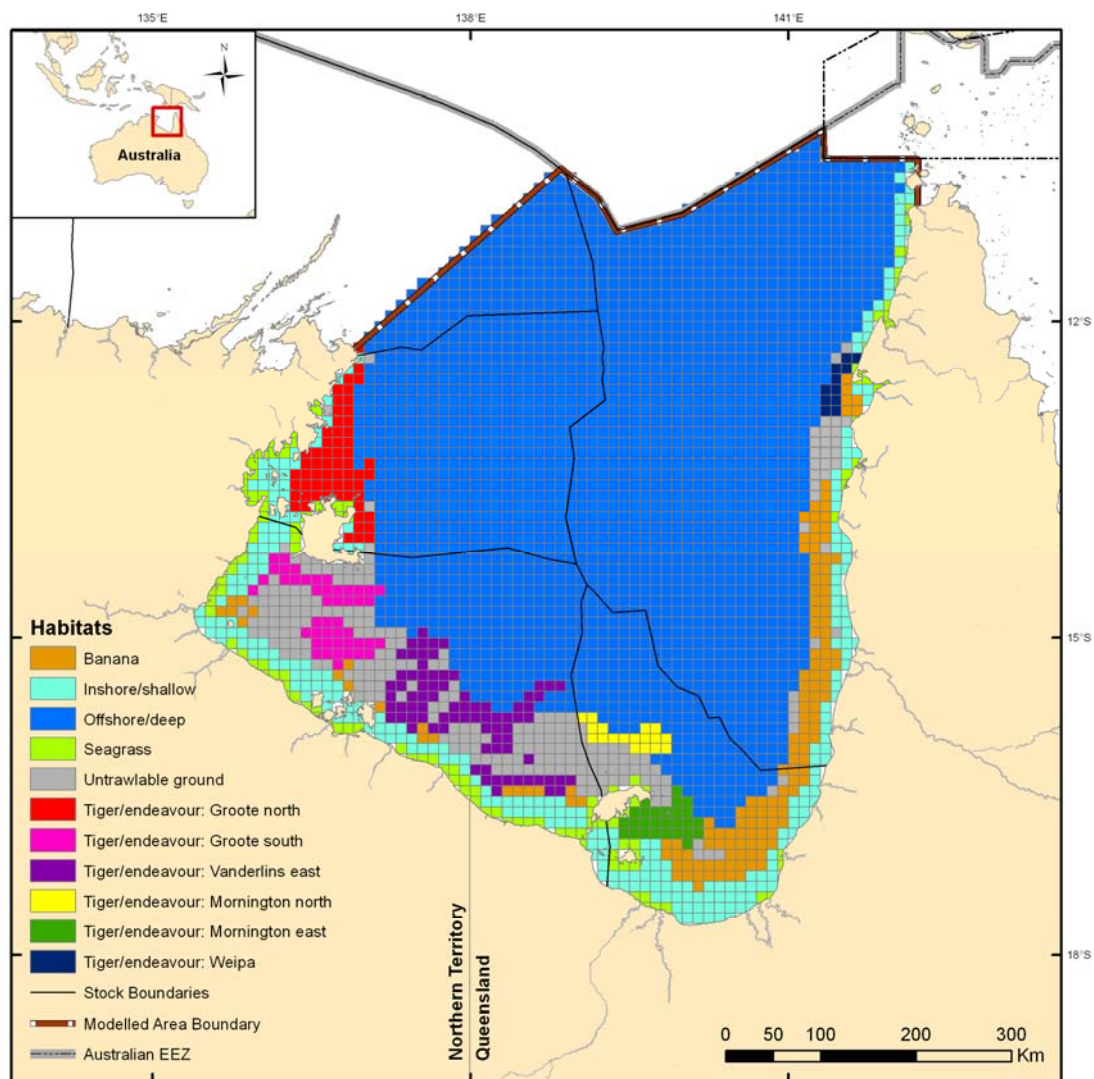 135°E
138°E
141°E
N
Australia
12°S
15°S
18°S
Habitats
Banana
Inshore/shallow
Offshore/deep
Seagrass
Untrawlable ground
Tiger/endeavour: Groote north
Tiger/endeavour: Groote south
Tiger/endeavour: Vanderlins east
Tiger/endeavour: Mornington north
Tiger/endeavour: Mornington east
Tiger/endeavour: Weipa
Stock Boundaries
Modelled Area Boundary
Australian EEZ
Northern Territory
Queensland
0 50 100 200 300
Km